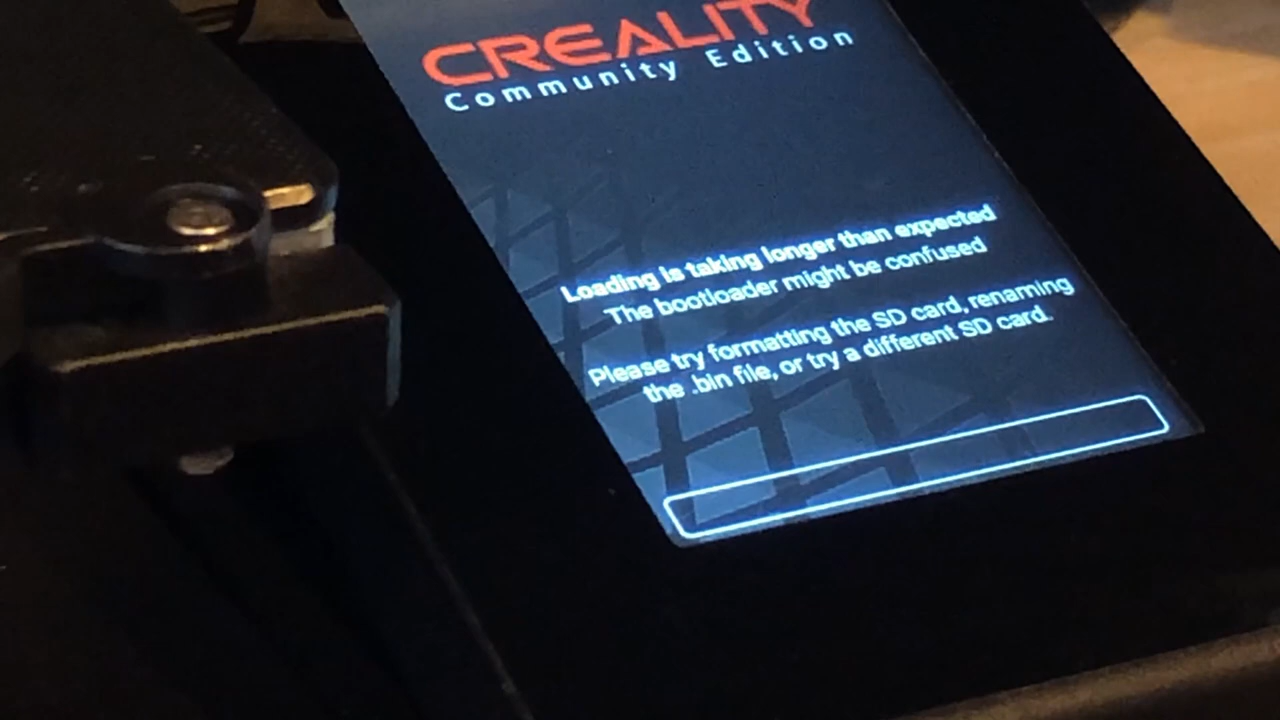 CREALITY
Community Edition
Loading is taking longer than expected
The bootloader might be confused
Please try formatting the SD card, renaming
the .bin file, or try a different SD card.